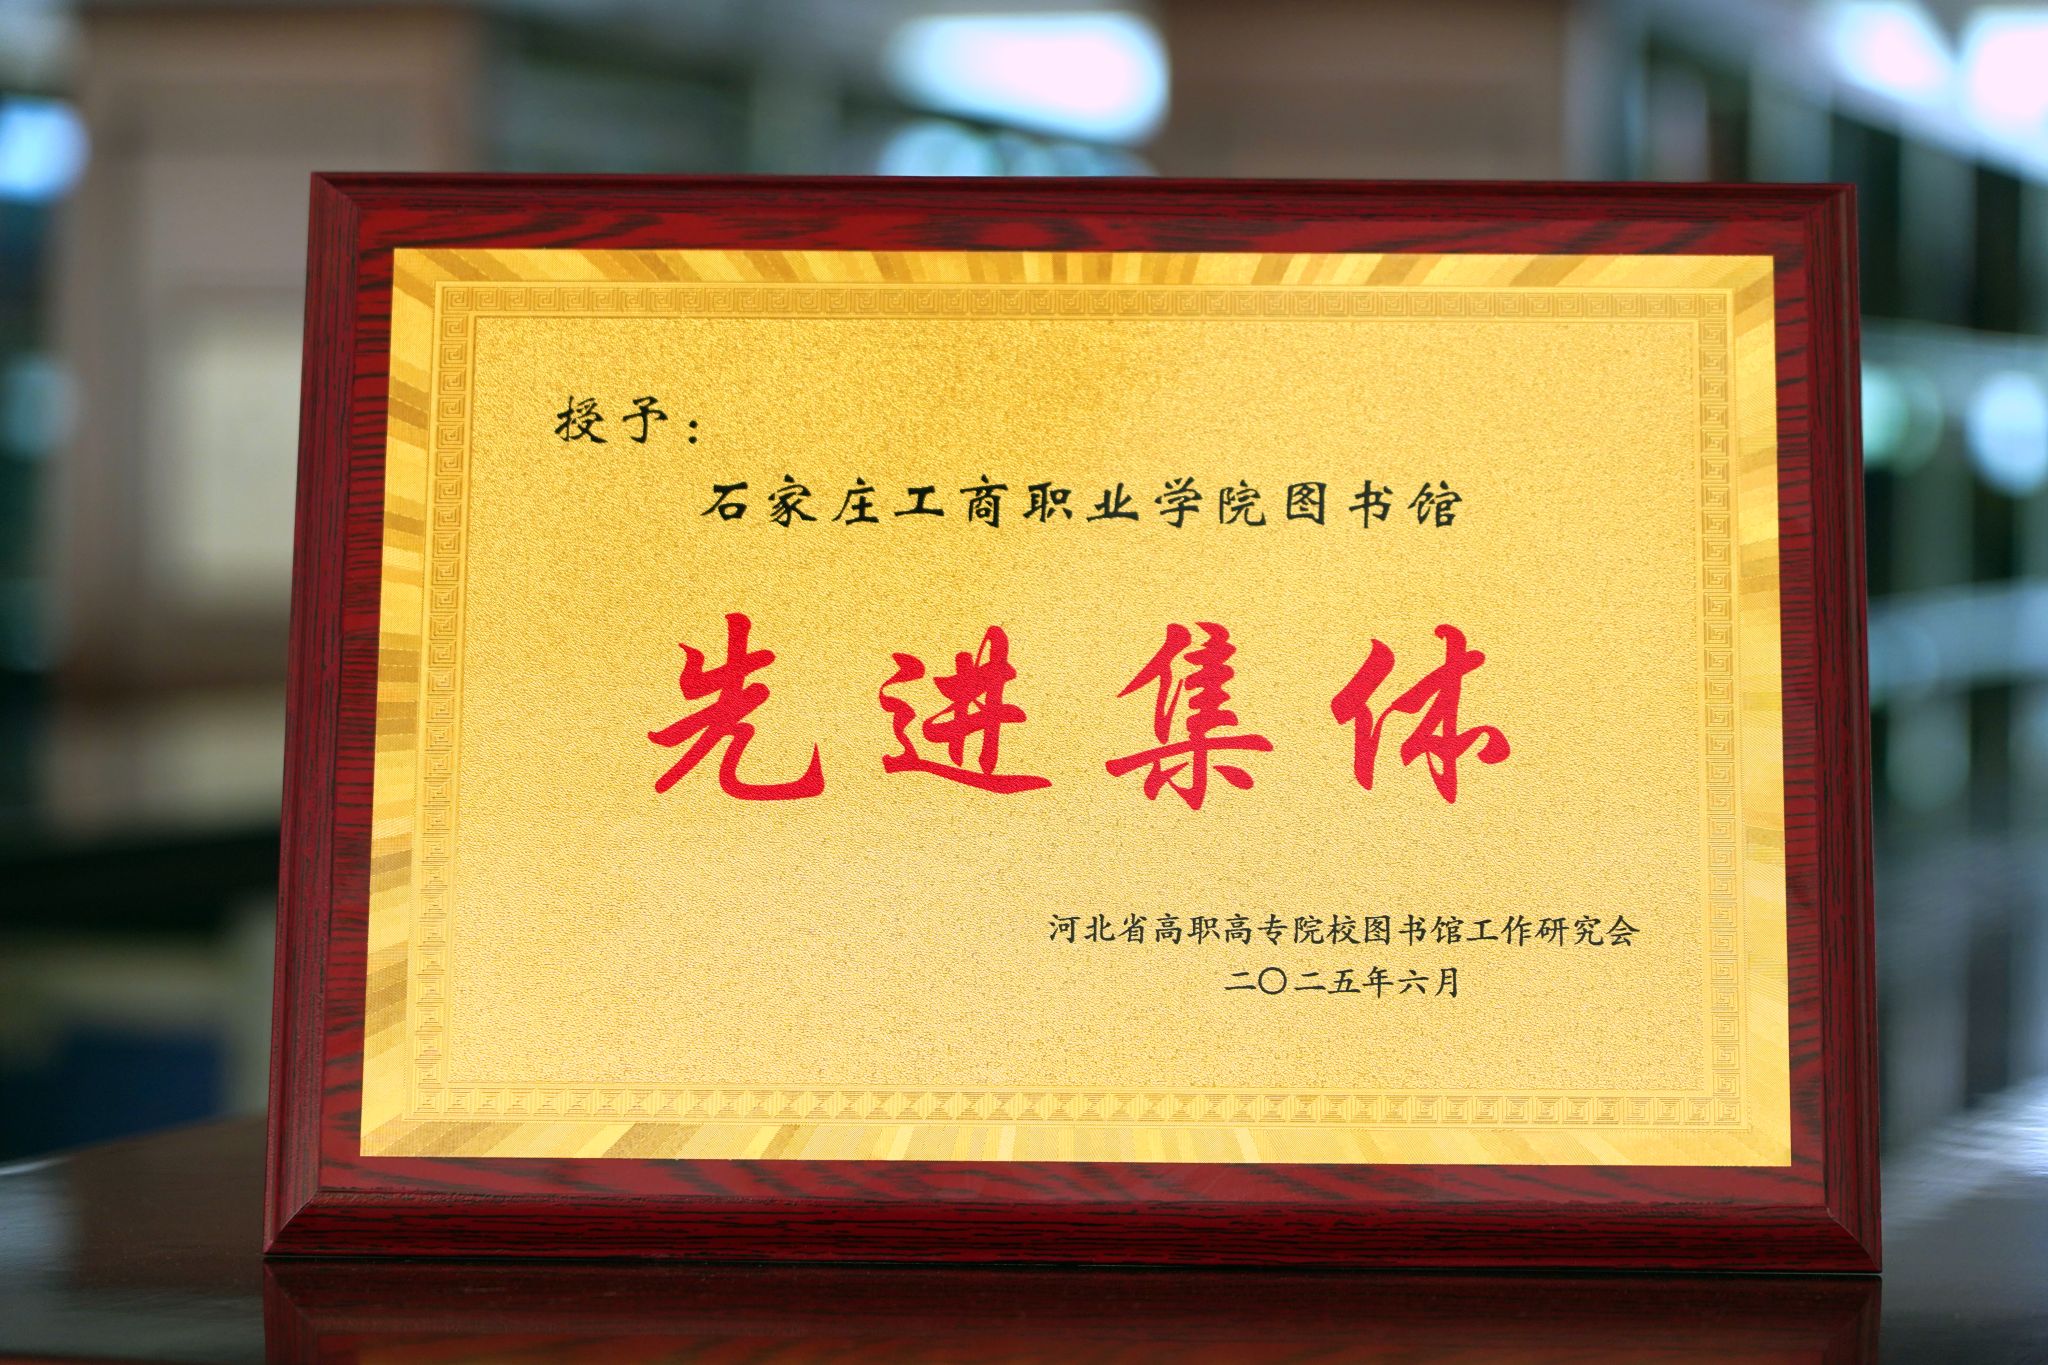 授予：
石家庄工商职业学院图书馆
先进集体
河北省高职高专院校图书馆工作研究会
二〇二五年六月